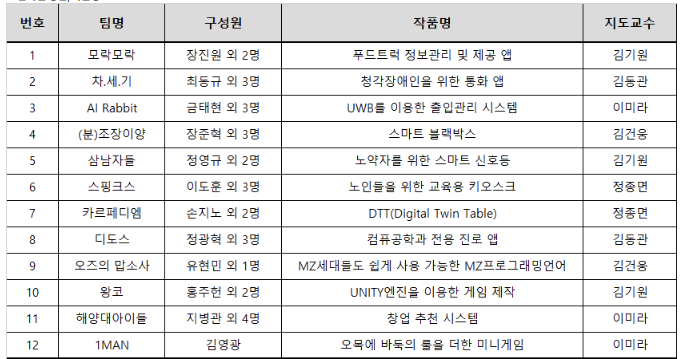 번호 팀명 구성원 작품명 지도교수
1 모락모락 장진원 외 2명 푸드트럭 정보관리 및 제공 앱 김기원
2 차.세.기 최동규 외 3명 청각장애인을 위한 통화 앱 김동관
3 AI Rabbit 금태현 외 3명 UWB를 이용한 출입관리 시스템 이미라
4 (분)조장이양 장준혁 외 3명 스마트 블랙박스 김건웅
5 삼남자들 정영규 외 2명 노약자를 위한 스마트 신호등 김기원
6 스핑크스 이도훈 외 3명 노인들을 위한 교육용 키오스크 정종면
7 카르페디엠 손지노 외 2명 DTT(Digital Twin Table) 정종면
8 디도스 정광혁 외 3명 컴퓨공학과 전용 진로 앱 김동관
9 오즈의 맙소사 유현민 외 1명 MZ세대들도 쉽게 사용 가능한 MZ프로그래밍언어 김건웅
10 왕코 홍주헌 외 2명 UNITY엔진을 이용한 게임 제작 김기원
11 해양대아이들 지병관 외 4명 창업 추천 시스템 이미라
12 1MAN 김영광 오목에 바둑의 룰을 더한 미니게임 이미라